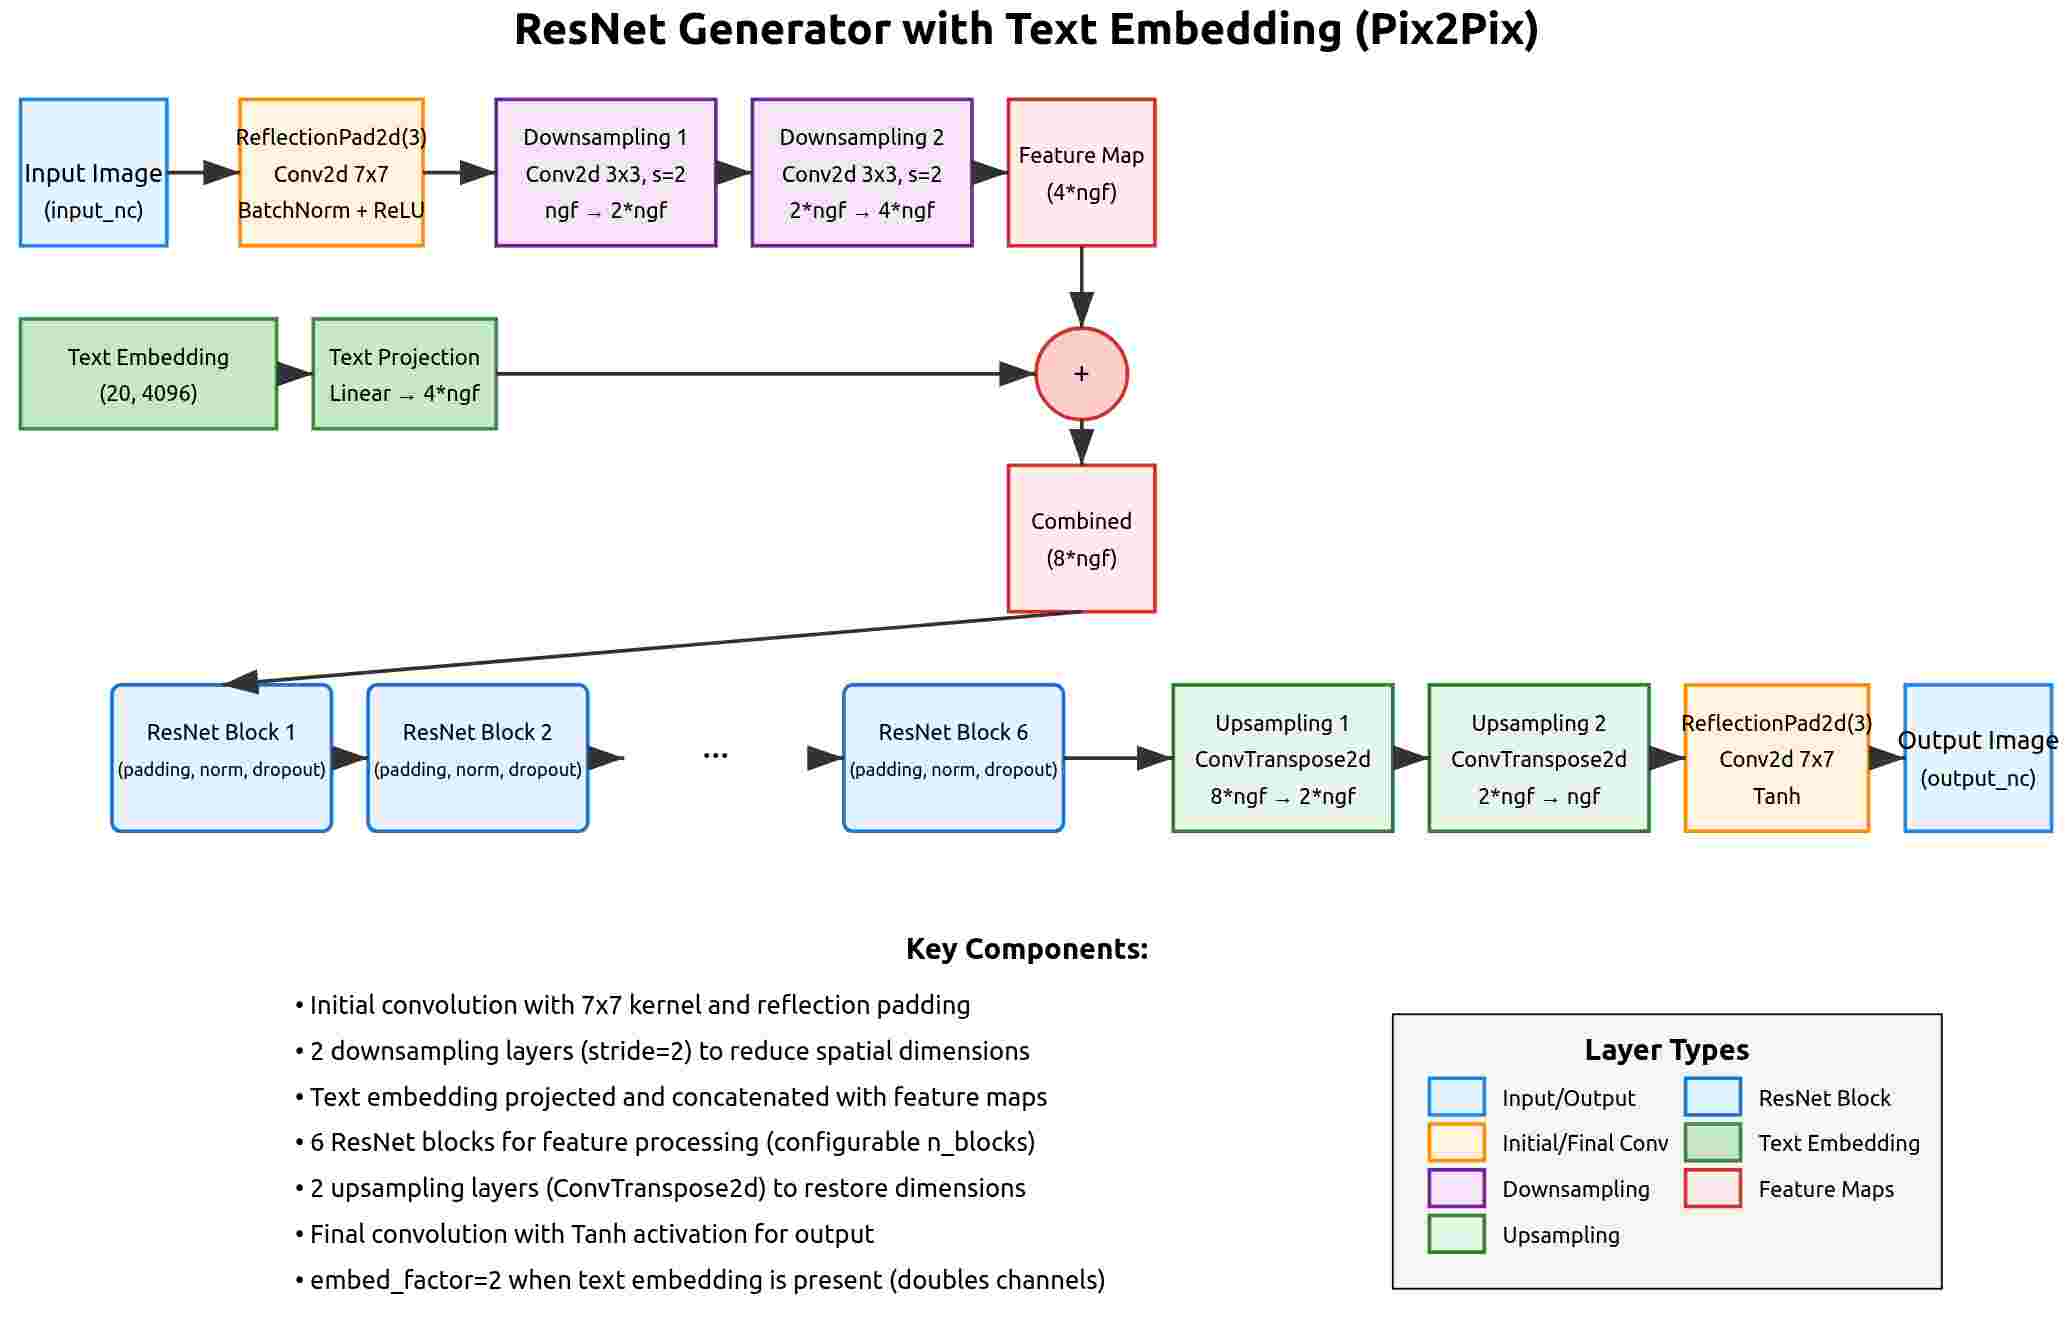 ResNet Generator with Text Embedding (Pix2Pix)
Input Image
(input_nc)
ReflectionPad2d(3)
Conv2d 7x7
BatchNorm + ReLU
Downsampling 1
Conv2d 3x3, s=2
ngf → 2*ngf
Downsampling 2
Conv2d 3x3, s=2
2*ngf → 4*ngf
Feature Map
(4*ngf)
Text Embedding
(20, 4096)
Text Projection
Linear → 4*ngf
+
Combined
(8*ngf)
ResNet Block 1
(padding, norm, dropout)
ResNet Block 2
(padding, norm, dropout)
...
ResNet Block 6
(padding, norm, dropout)
Upsampling 1
ConvTranspose2d
8*ngf → 2*ngf
Upsampling 2
ConvTranspose2d
2*ngf → ngf
ReflectionPad2d(3)
Conv2d 7x7
Tanh
Output Image
(output_nc)
Key Components:
• Initial convolution with 7x7 kernel and reflection padding
• 2 downsampling layers (stride=2) to reduce spatial dimensions
• Text embedding projected and concatenated with feature maps
• 6 ResNet blocks for feature processing (configurable n_blocks)
• 2 upsampling layers (ConvTranspose2d) to restore dimensions
• Final convolution with Tanh activation for output
• embed_factor=2 when text embedding is present (doubles channels)
Layer Types
Input/Output
Initial/Final Conv
Downsampling
Upsampling
ResNet Block
Text Embedding
Feature Maps